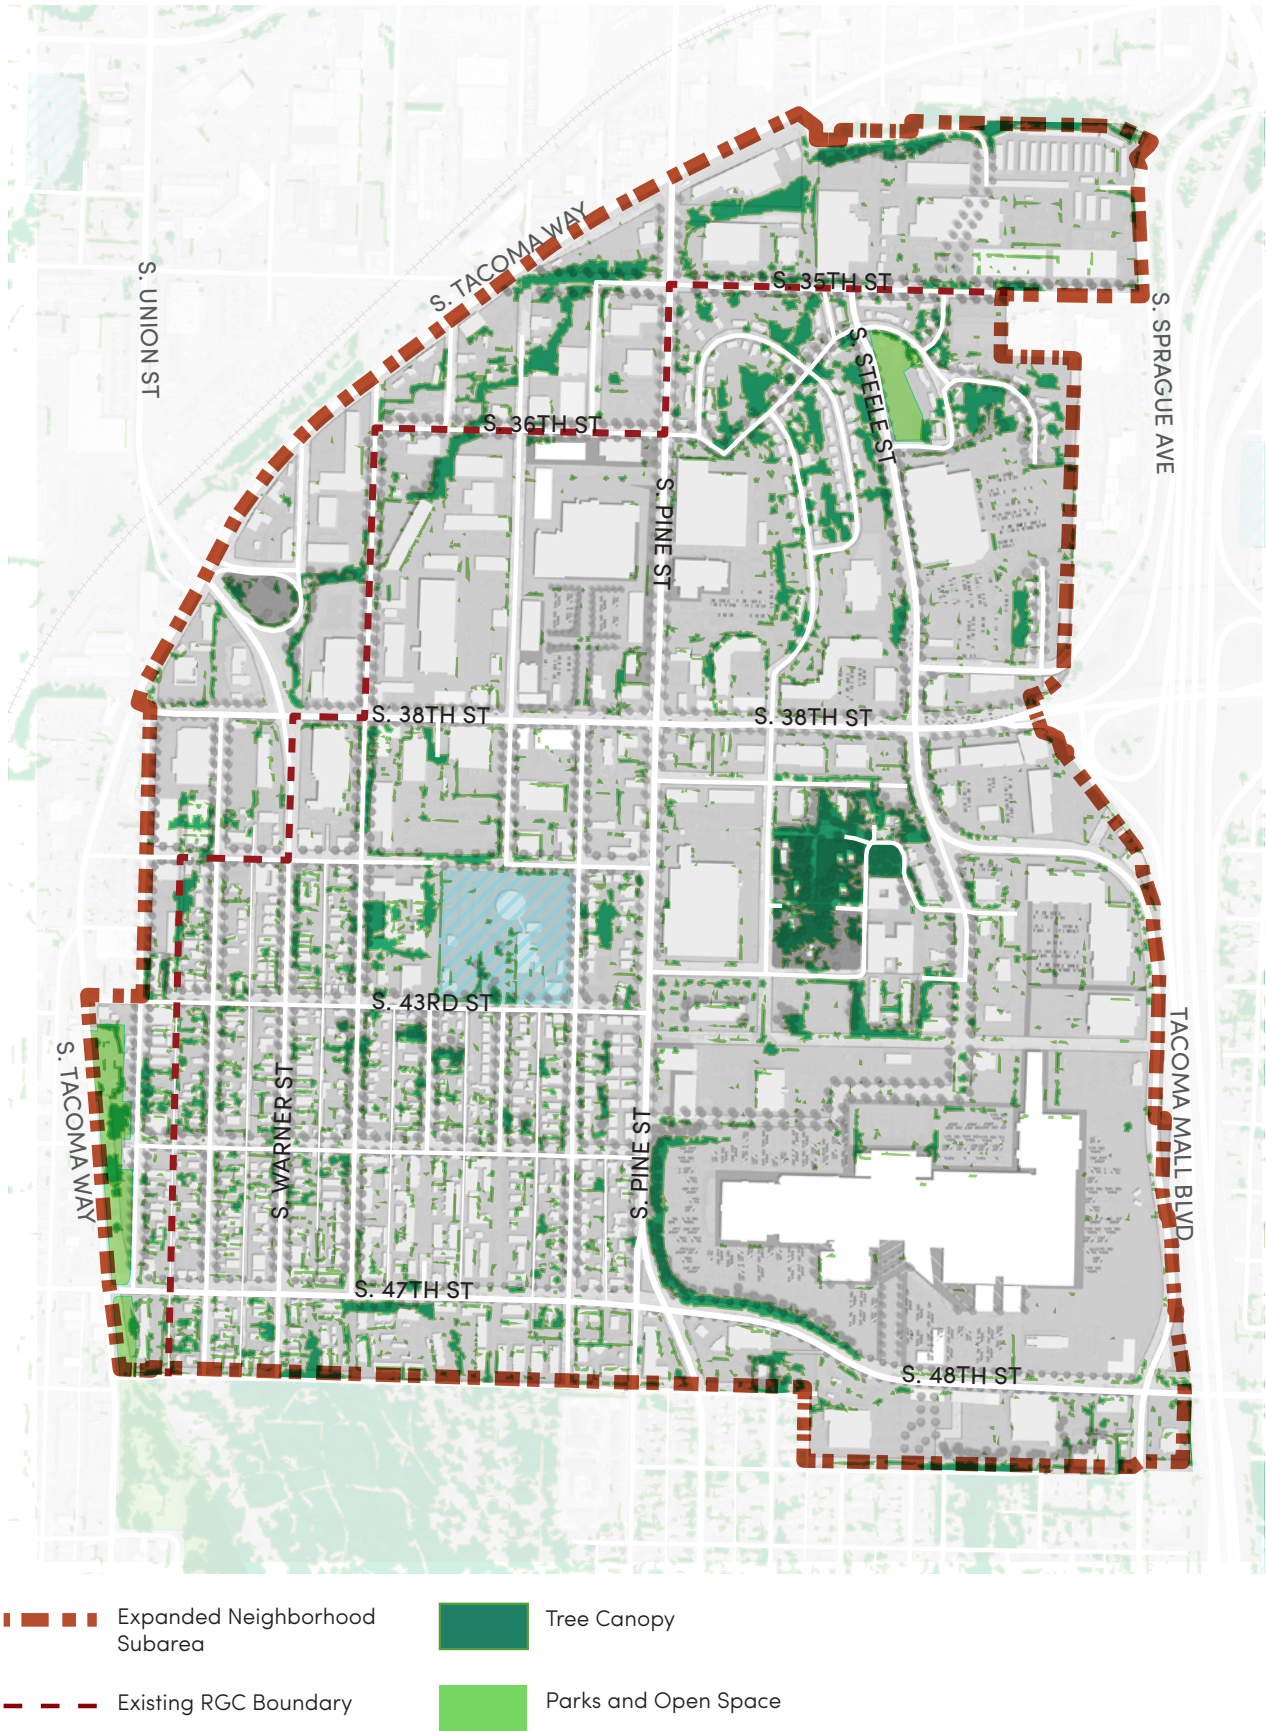 S. TACOMA WAY
S. UNION ST
S. 35TH ST
S. SPRAGUE AVE
S STEELE ST
S. 36TH ST
S. PINE ST
S. 38TH ST
S. 38TH ST
S. 43RD ST
S. TACOMA WAY
S. WARNER ST
S. PINE ST
TACOMA MALL BLVD
S. 47TH ST
S. 48TH ST
Expanded Neighborhood
Subarea
Tree Canopy
Existing RGC Boundary
Parks and Open Space